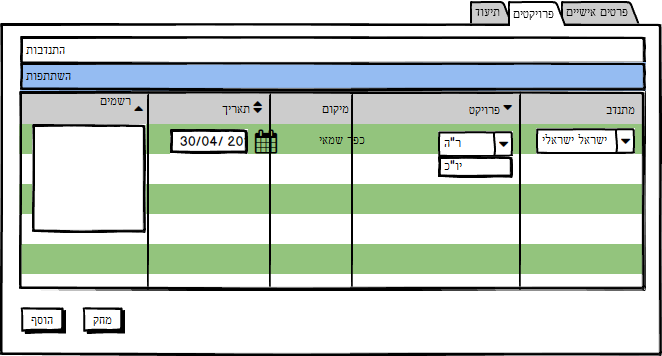 פרטים אישיים
פרויקטים
תיעוד
התנדבות
השתתפות
מתנדב
פרויקט
מיקום
תאריך
רשמים
ישראל ישראלי
ר"ה
כפר שמאי
30/04/ 20
יו"כ
מחק
הוסף